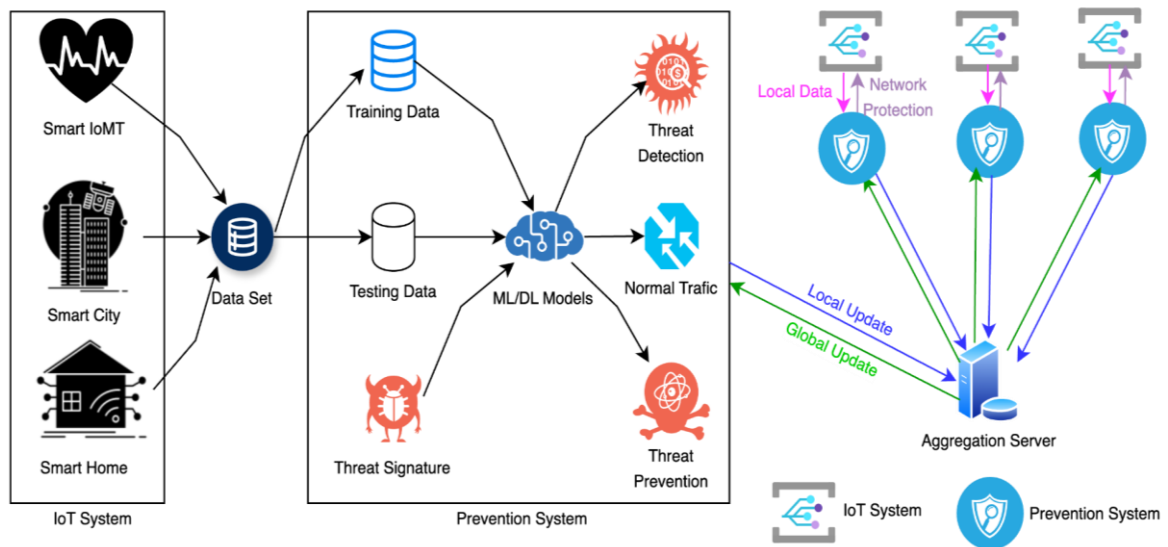 Smart IoMT
Smart City
Smart Home
IoT System
Data Set
Training Data
Testing Data
Threat Signature
ML/DL Models
Threat
Detection
Normal Trafic
Threat
Prevention
Prevention System
Local Data
Network
Protection
Local Update
Global Update
Aggregation Server
IoT System
Prevention System